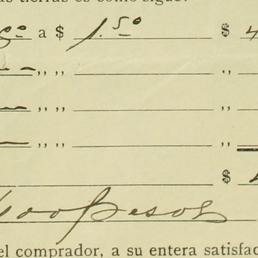 tierras es como sigue:
a $ 1.50 $ 4
— ,, ,, ,,
— ,, ,, ,,
— ,, ,, ,,
$
Pesos
el comprador, a su entera satisfac